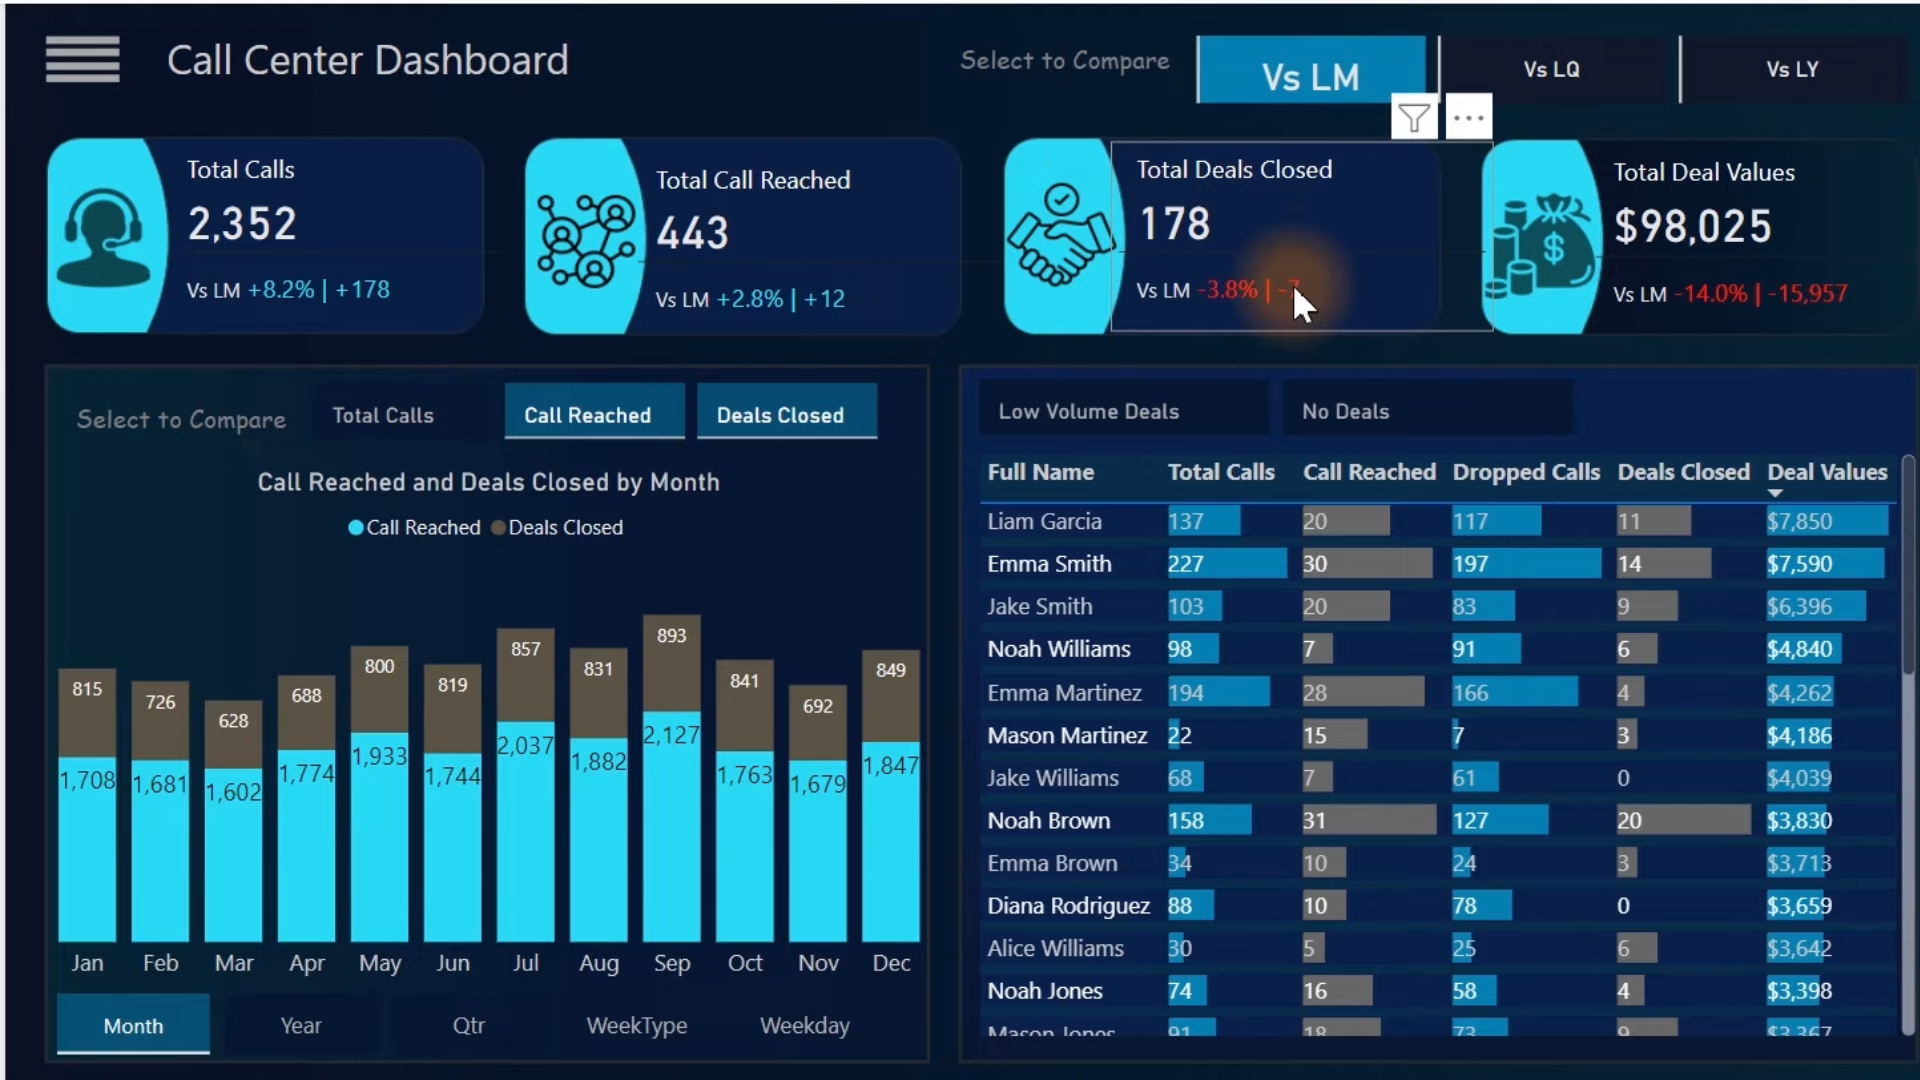 Call Center Dashboard
Select to Compare
Vs LM
Vs LQ
Vs LY
Total Calls
2,352
Vs LM +8.2% | +178
Total Call Reached
443
Vs LM +2.8% | +12
Total Deals Closed
178
Vs LM -3.8% | -7
Total Deal Values
$98,025
Vs LM -14.0% | -15,957
Select to Compare
Total Calls
Call Reached
Deals Closed
Call Reached and Deals Closed by Month
Call Reached Deals Closed
815 726 628 688 800 819 857 831 893 841 692 849
1,708 1,681 1,602 1,774 1,933 1,744 2,037 1,882 2,127 1,763 1,679 1,847
Jan Feb Mar Apr May Jun Jul Aug Sep Oct Nov Dec
Month Year Qtr WeekType Weekday
Low Volume Deals
No Deals
Full Name Total Calls Call Reached Dropped Calls Deals Closed Deal Values
Liam Garcia 137 20 117 11 $7,850
Emma Smith 227 30 197 14 $7,590
Jake Smith 103 20 83 9 $6,396
Noah Williams 98 7 91 6 $4,840
Emma Martinez 194 28 166 4 $4,262
Mason Martinez 22 15 7 3 $4,186
Jake Williams 68 7 61 0 $4,039
Noah Brown 158 31 127 20 $3,830
Emma Brown 34 10 24 3 $3,713
Diana Rodriguez 88 10 78 0 $3,659
Alice Williams 30 5 25 6 $3,642
Noah Jones 74 16 58 4 $3,398
Mason Jones 91 18 73 9 $3,367